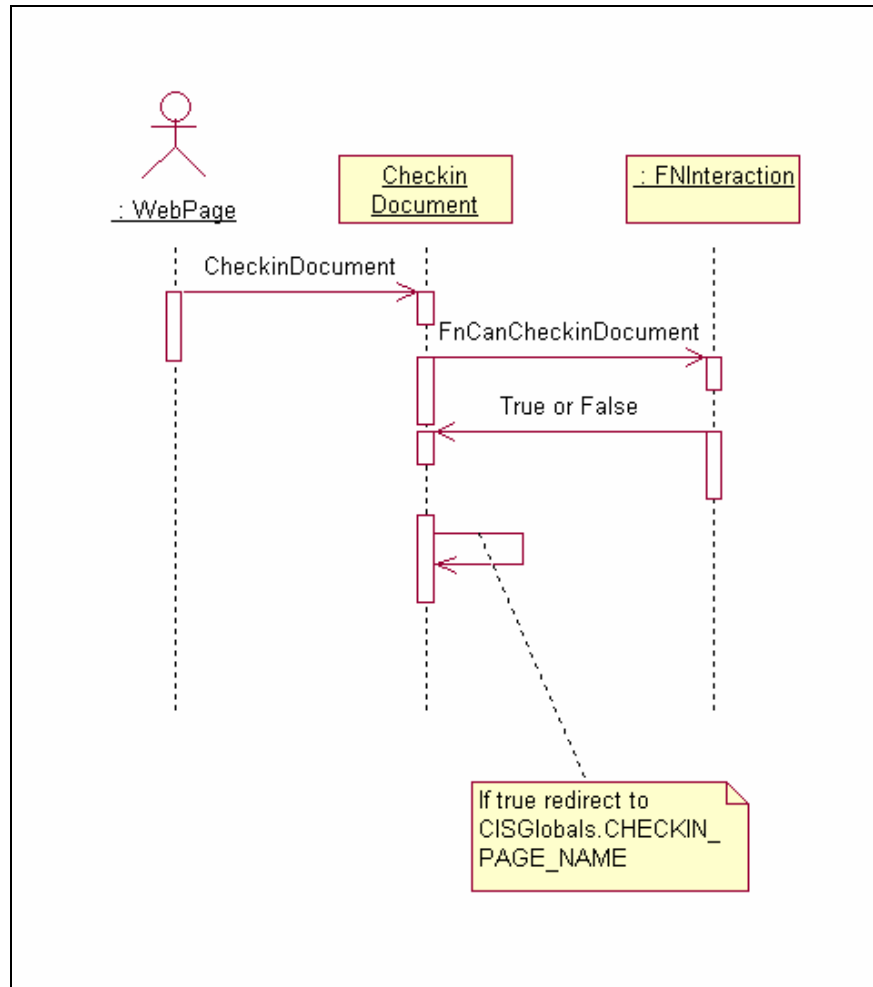 : WebPage
Checkin
Document
: FNInteraction
CheckinDocument
FnCanCheckinDocument
True or False
If true redirect to
CISGlobals.CHECKIN_
PAGE_NAME